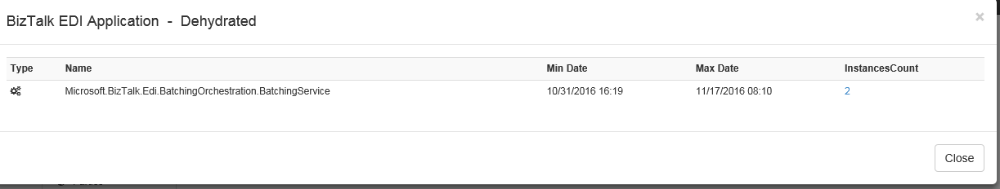 BizTalk EDI Application - Dehydrated ×
Type Name Min Date Max Date InstancesCount
Microsoft.BizTalk.Edi.BatchingOrchestration.BatchingService 10/31/2016 16:19 11/17/2016 08:10 2
Close